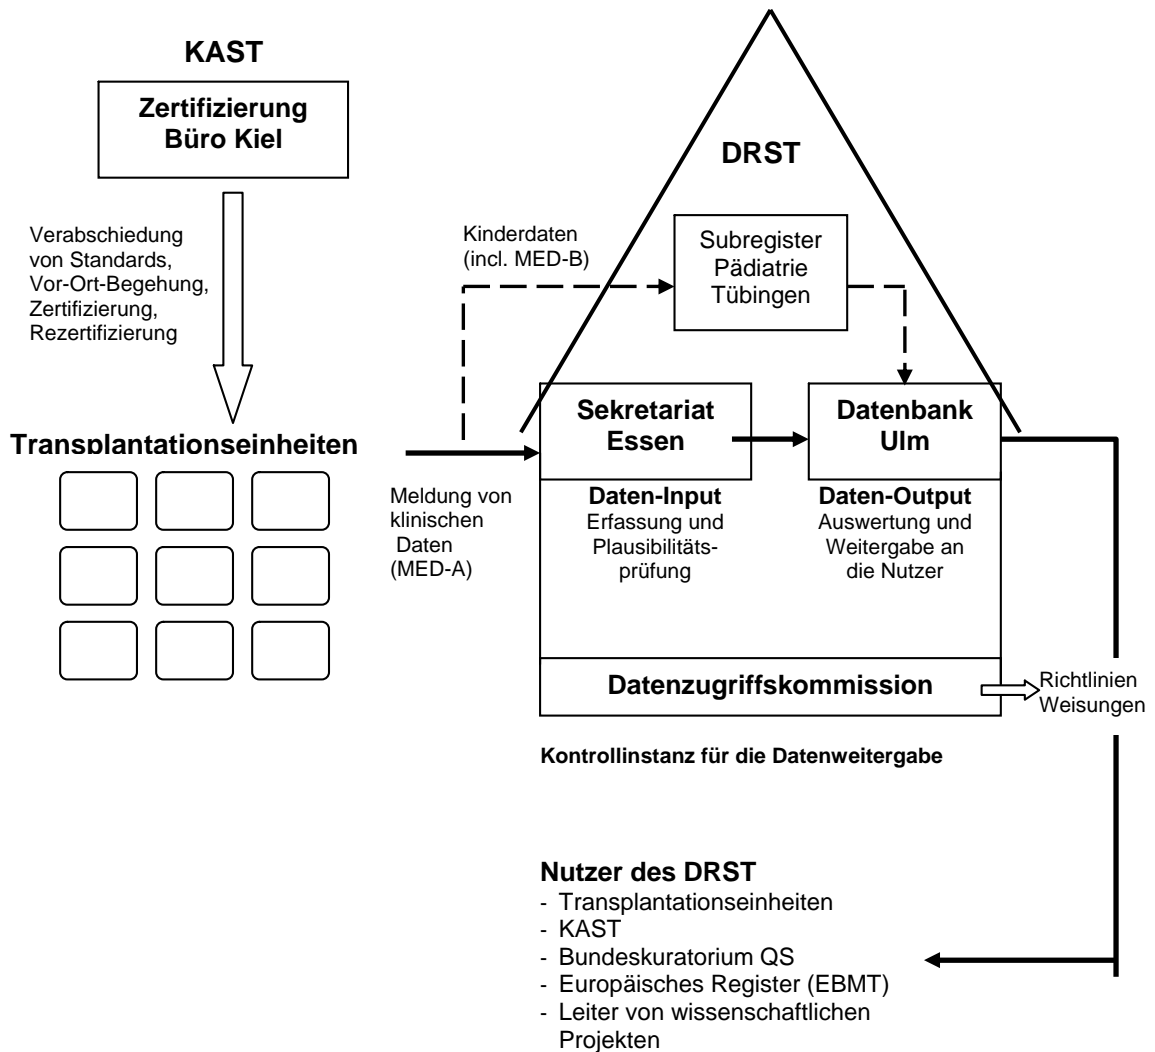 KAST
Zertifizierung
Büro Kiel
Verabschiedung
von Standards,
Vor-Ort-Begehung,
Zertifizierung,
Rezertifizierung
Transplantationseinheiten
DRST
Kinderdaten
(incl. MED-B)
Subregister
Pädiatrie
Tübingen
Meldung von
klinischen
Daten
(MED-A)
Sekretariat
Essen
Datenbank
Ulm
Daten-Input
Erfassung und
Plausibilitäts-
prüfung
Daten-Output
Auswertung und
Weitergabe an
die Nutzer
Datenzugriffskommission
Richtlinien
Weisungen
Kontrollinstanz für die Datenweitergabe
Nutzer des DRST
- Transplantationseinheiten
- KAST
- Bundeskuratorium QS
- Europäisches Register (EBMT)
- Leiter von wissenschaftlichen
Projekten